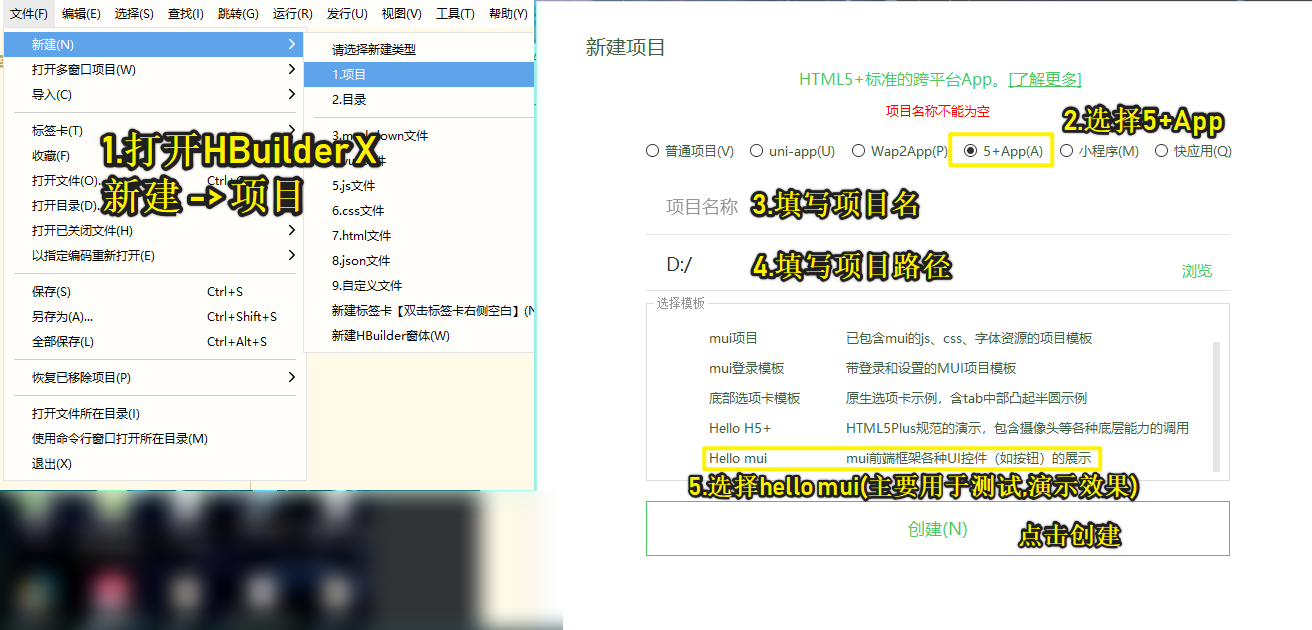 文件(F) 编辑(E) 选择(S) 查找(I) 跳转(G) 运行(R) 发行(U) 视图(V) 工具(T) 帮助(Y)
新建(N)
打开多窗口项目(W)
导入(C)
标签卡(T)
收藏(F)
打开文件(O)...
打开目录(D)...
打开已关闭文件(H)
以指定编码重新打开(E)
保存(S) Ctrl+S
另存为(A)... Ctrl+Shift+S
全部保存(L) Ctrl+Alt+S
恢复已移除项目(P)
打开文件所在目录(I)
使用命令行窗口打开所在目录(M)
退出(X)
请选择新建类型
1.项目
2.目录
5.js文件
6.css文件
7.html文件
8.json文件
9.自定义文件
新建标签卡【双击标签卡右侧空白】(N
新建HBuilder窗体(W)
1.打开HBuilder X
新建 -> 项目
新建项目
HTML5+标准的跨平台App。[了解更多]
项目名称不能为空
2.选择5+App
普通项目(V) uni-app(U) Wap2App(P) 5+App(A) 小程序(M) 快应用(Q)
项目名称 3.填写项目名
D:/ 4.填写项目路径 浏览
选择模板
mui项目 已包含mui的js、css、字体资源的项目模板
mui登录模板 带登录和设置的MUI项目模板
底部选项卡模板 原生选项卡示例，含tab中部凸起半圆示例
Hello H5+ HTML5Plus规范的演示，包含摄像头等各种底层能力的调用
Hello mui mui前端框架各种UI控件（如按钮）的展示
5.选择hello mui(主要用于测试,演示效果)
创建(N) 点击创建